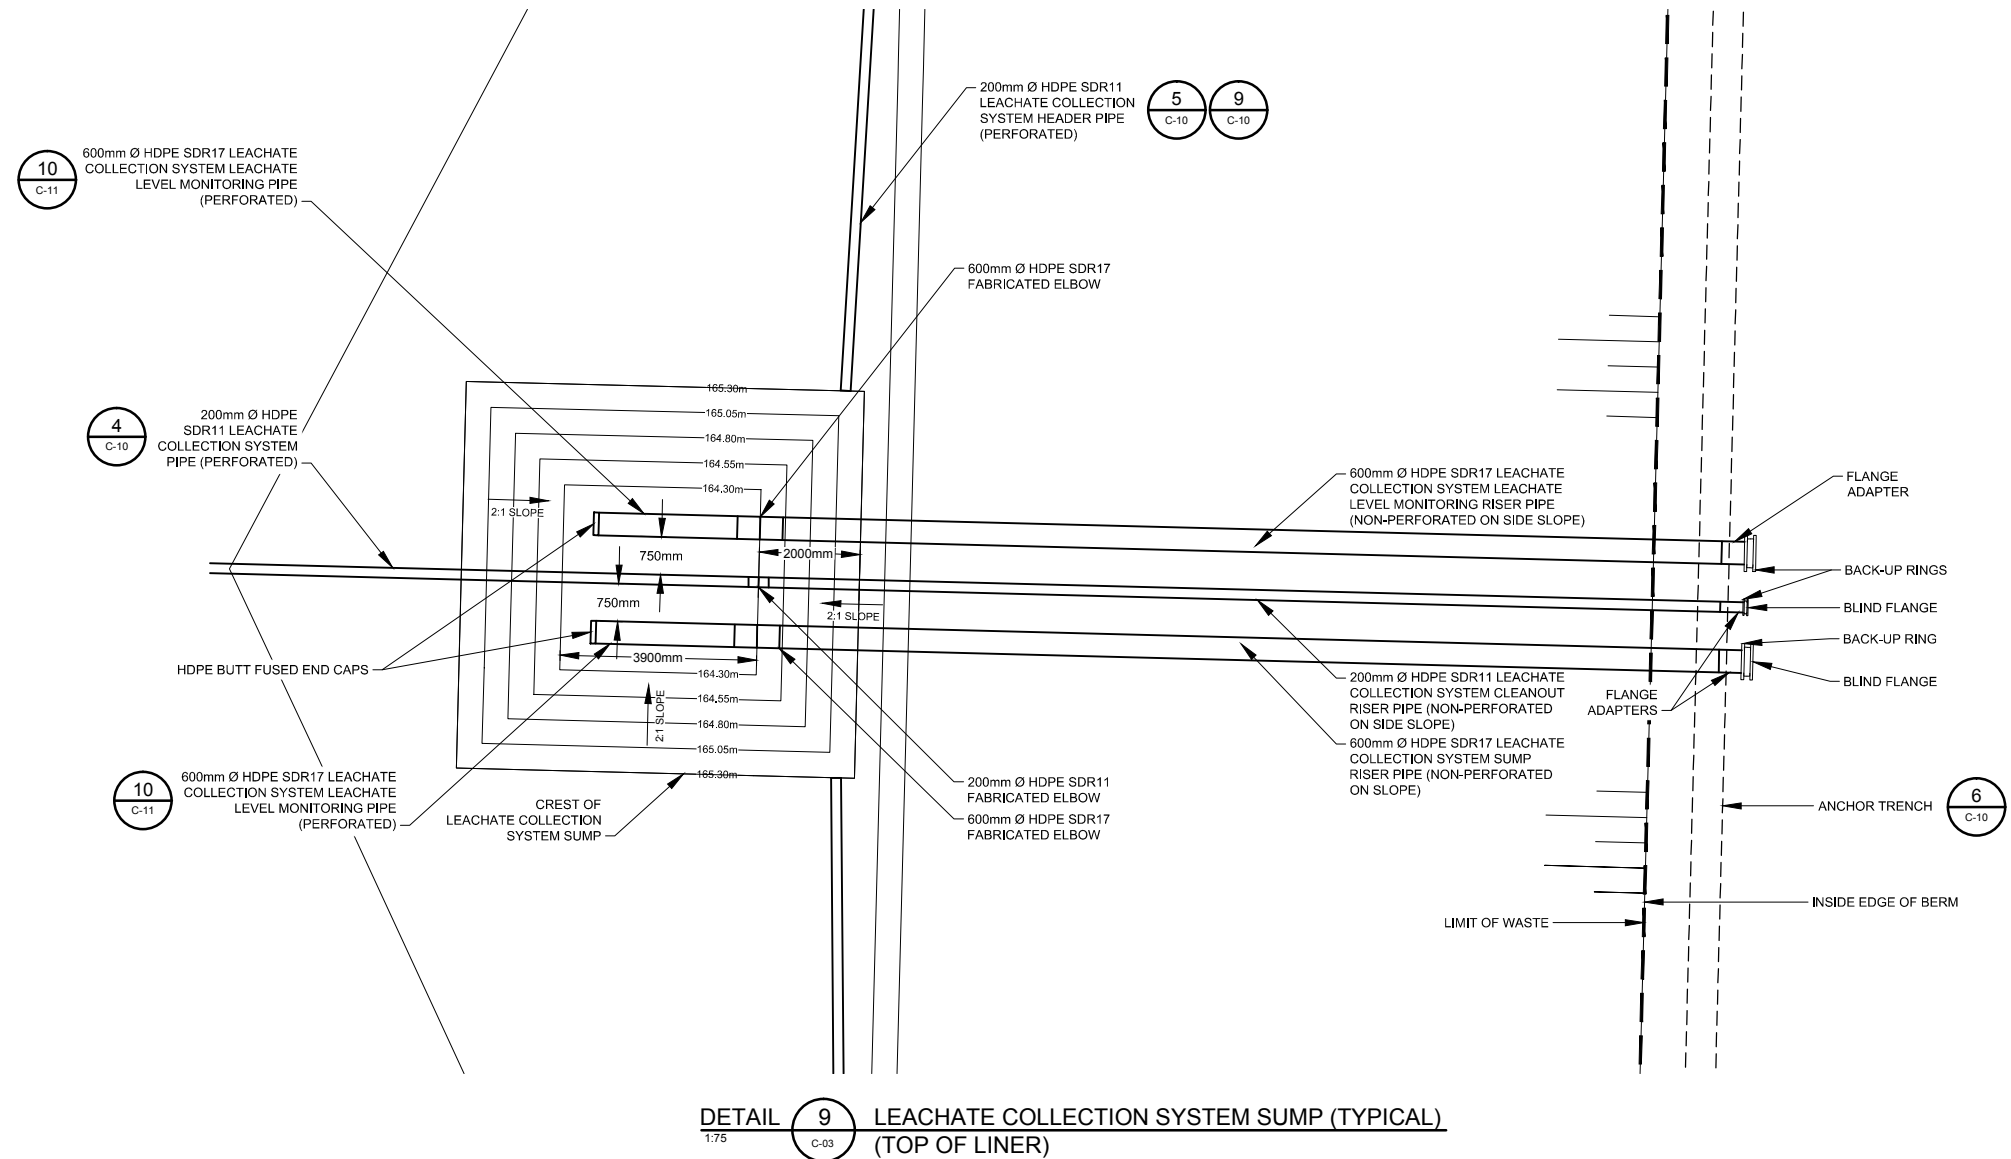 200mm Ø HDPE SDR11
LEACHATE COLLECTION
SYSTEM HEADER PIPE
(PERFORATED)
5
C-10
9
C-10
10
C-11
600mm Ø HDPE SDR17 LEACHATE
COLLECTION SYSTEM LEACHATE
LEVEL MONITORING PIPE
(PERFORATED)
600mm Ø HDPE SDR17
FABRICATED ELBOW
4
C-10
200mm Ø HDPE
SDR11 LEACHATE
COLLECTION SYSTEM
PIPE (PERFORATED)
165.30m
165.05m
164.80m
164.55m
164.30m
2:1 SLOPE
750mm
2000mm
750mm
2:1 SLOPE
3900mm
164.30m
164.55m
164.80m
165.05m
165.30m
2:1 SLOPE
600mm Ø HDPE SDR17 LEACHATE
COLLECTION SYSTEM LEACHATE
LEVEL MONITORING RISER PIPE
(NON-PERFORATED ON SIDE SLOPE)
FLANGE
ADAPTER
BACK-UP RINGS
BLIND FLANGE
BACK-UP RING
BLIND FLANGE
FLANGE
ADAPTERS
HDPE BUTT FUSED END CAPS
200mm Ø HDPE SDR11 LEACHATE
COLLECTION SYSTEM CLEANOUT
RISER PIPE (NON-PERFORATED
ON SIDE SLOPE)
600mm Ø HDPE SDR17 LEACHATE
COLLECTION SYSTEM SUMP
RISER PIPE (NON-PERFORATED
ON SLOPE)
10
C-11
600mm Ø HDPE SDR17 LEACHATE
COLLECTION SYSTEM LEACHATE
LEVEL MONITORING PIPE
(PERFORATED)
CREST OF
LEACHATE COLLECTION
SYSTEM SUMP
200mm Ø HDPE SDR11
FABRICATED ELBOW
600mm Ø HDPE SDR17
FABRICATED ELBOW
ANCHOR TRENCH
6
C-10
INSIDE EDGE OF BERM
LIMIT OF WASTE
DETAIL
1:75
9
C-03
LEACHATE COLLECTION SYSTEM SUMP (TYPICAL)
(TOP OF LINER)